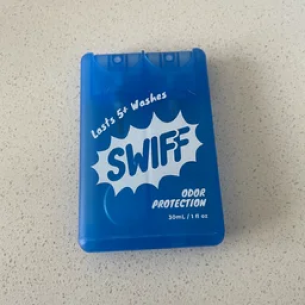 Lasts 5+ Washes
SWIFF
ODOR
PROTECTION
30mL / 1 fl oz